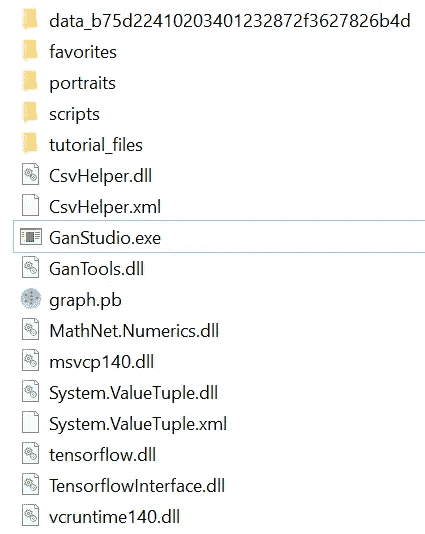 data_b75d22410203401232872f3627826b4d
favorites
portraits
scripts
tutorial_files
CsvHelper.dll
CsvHelper.xml
GanStudio.exe
GanTools.dll
graph.pb
MathNet.Numerics.dll
msvcp140.dll
System.ValueTuple.dll
System.ValueTuple.xml
tensorflow.dll
TensorflowInterface.dll
vcruntime140.dll